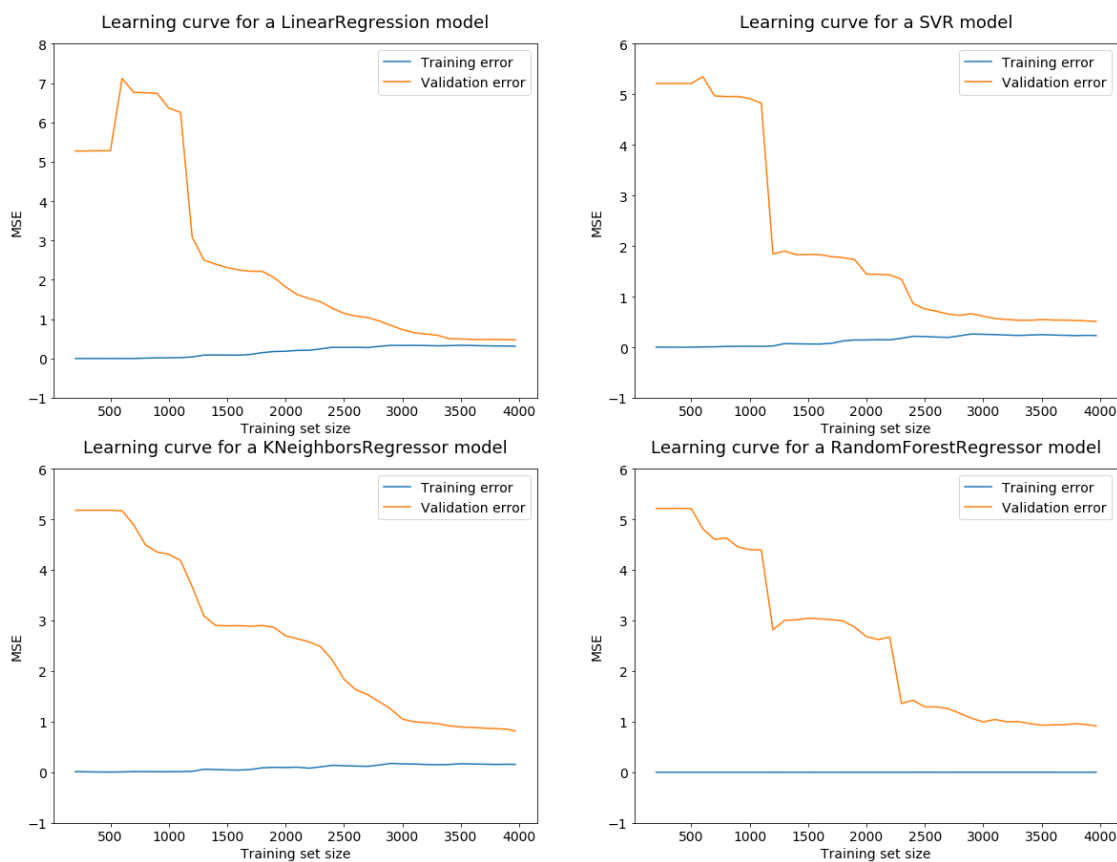 Learning curve for a LinearRegression model
8
7
6
5
4
3
2
1
0
−1
MSE
Training error
Validation error
500 1000 1500 2000 2500 3000 3500 4000
Training set size
Learning curve for a SVR model
6
5
4
3
2
1
0
−1
MSE
Training error
Validation error
500 1000 1500 2000 2500 3000 3500 4000
Training set size
Learning curve for a KNeighborsRegressor model
6
5
4
3
2
1
0
−1
MSE
Training error
Validation error
500 1000 1500 2000 2500 3000 3500 4000
Training set size
Learning curve for a RandomForestRegressor model
6
5
4
3
2
1
0
−1
MSE
Training error
Validation error
500 1000 1500 2000 2500 3000 3500 4000
Training set size